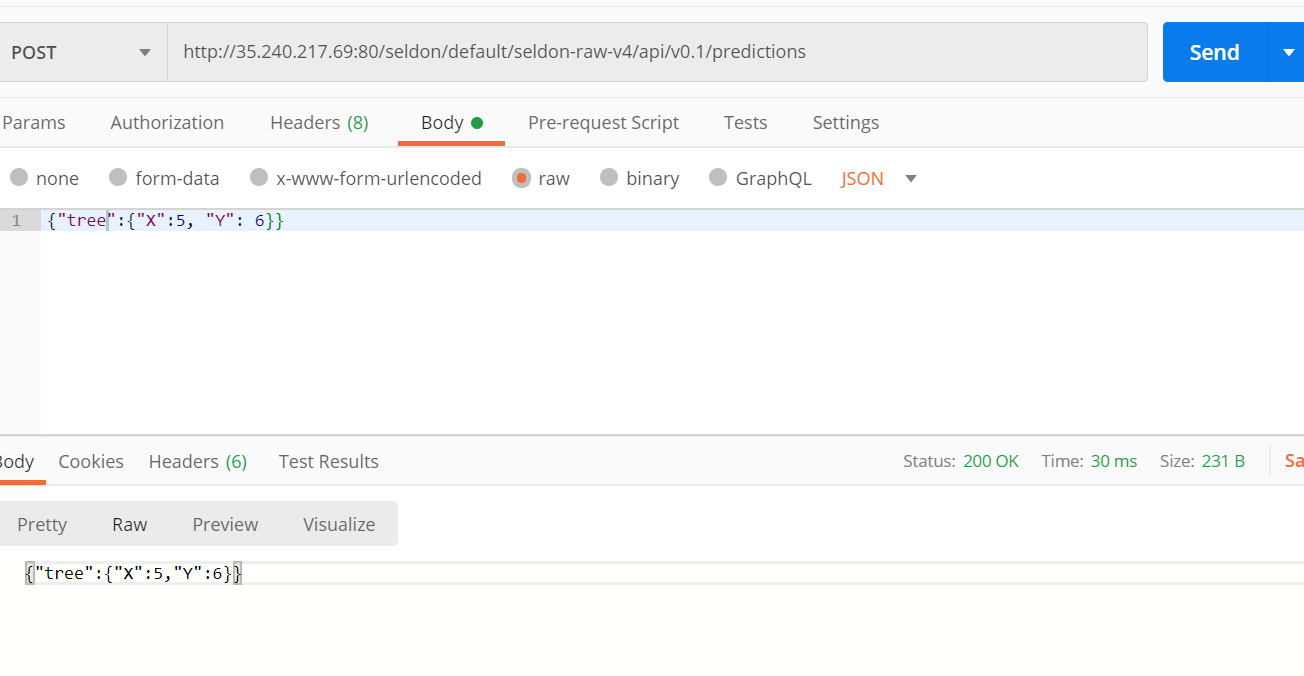 POST http://35.240.217.69:80/seldon/default/seldon-raw-v4/api/v0.1/predictions Send
Params Authorization Headers (8) Body Pre-request Script Tests Settings
none form-data x-www-form-urlencoded raw binary GraphQL JSON
1 {"tree":{"X":5, "Y": 6}}
Body Cookies Headers (6) Test Results Status: 200 OK Time: 30 ms Size: 231 B Sa
Pretty Raw Preview Visualize
{"tree":{"X":5,"Y":6}}